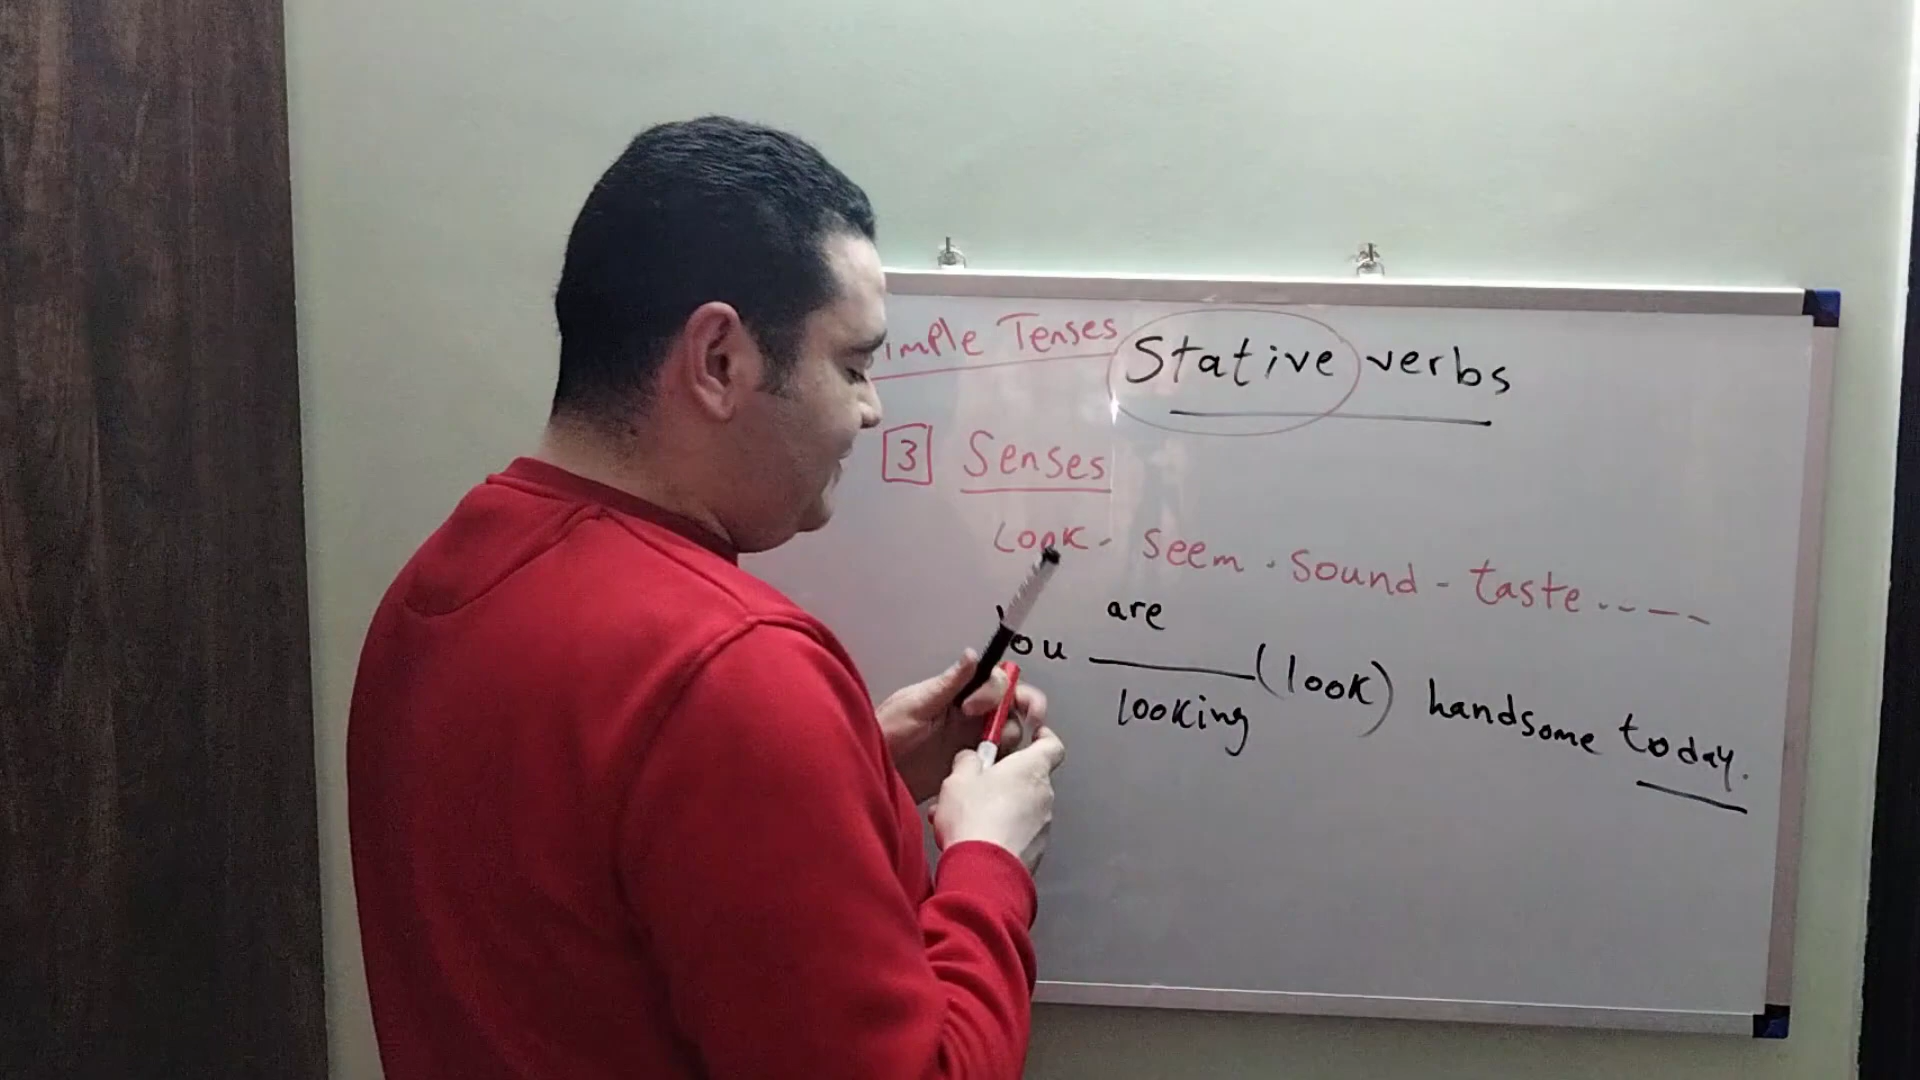 imple Tenses
Stative verbs
3 Senses
Look - Seem - Sound - taste .. - - -
are
ou ______ (look) handsome today.
looking